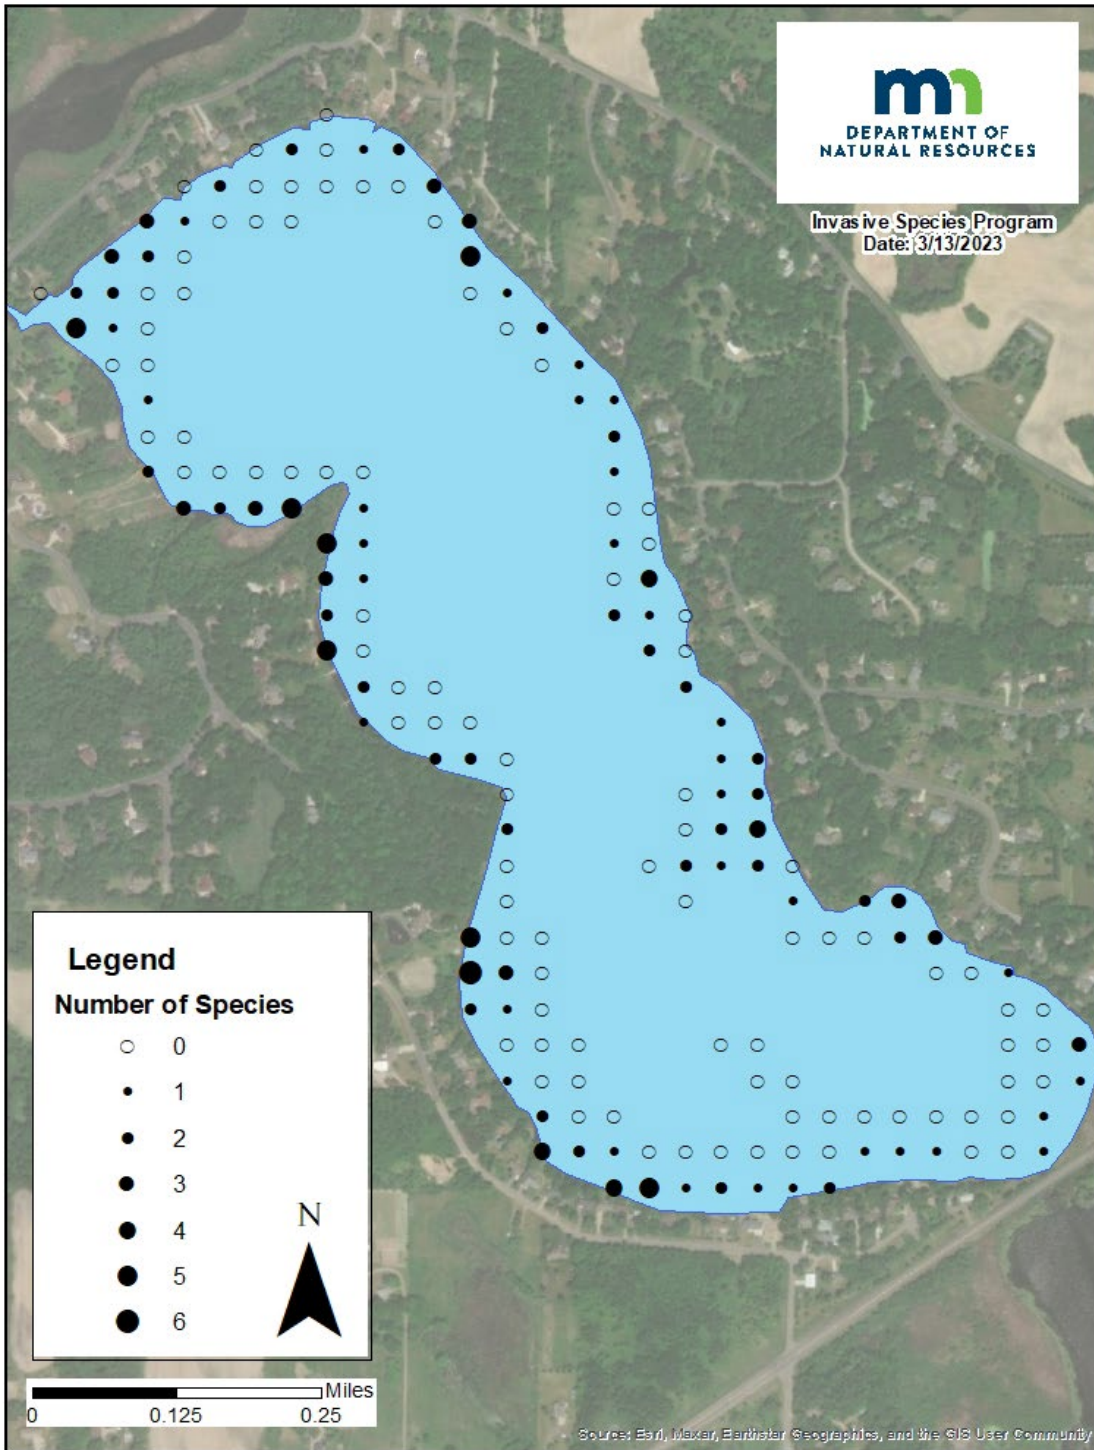 mn
DEPARTMENT OF
NATURAL RESOURCES
Invasive Species Program
Date: 3/13/2023
Legend
Number of Species
0
1
2
3
4
5
6
N
Miles
0 0.125 0.25
Source: Esri, Maxar, Earthstar Geographics, and the GIS User Community